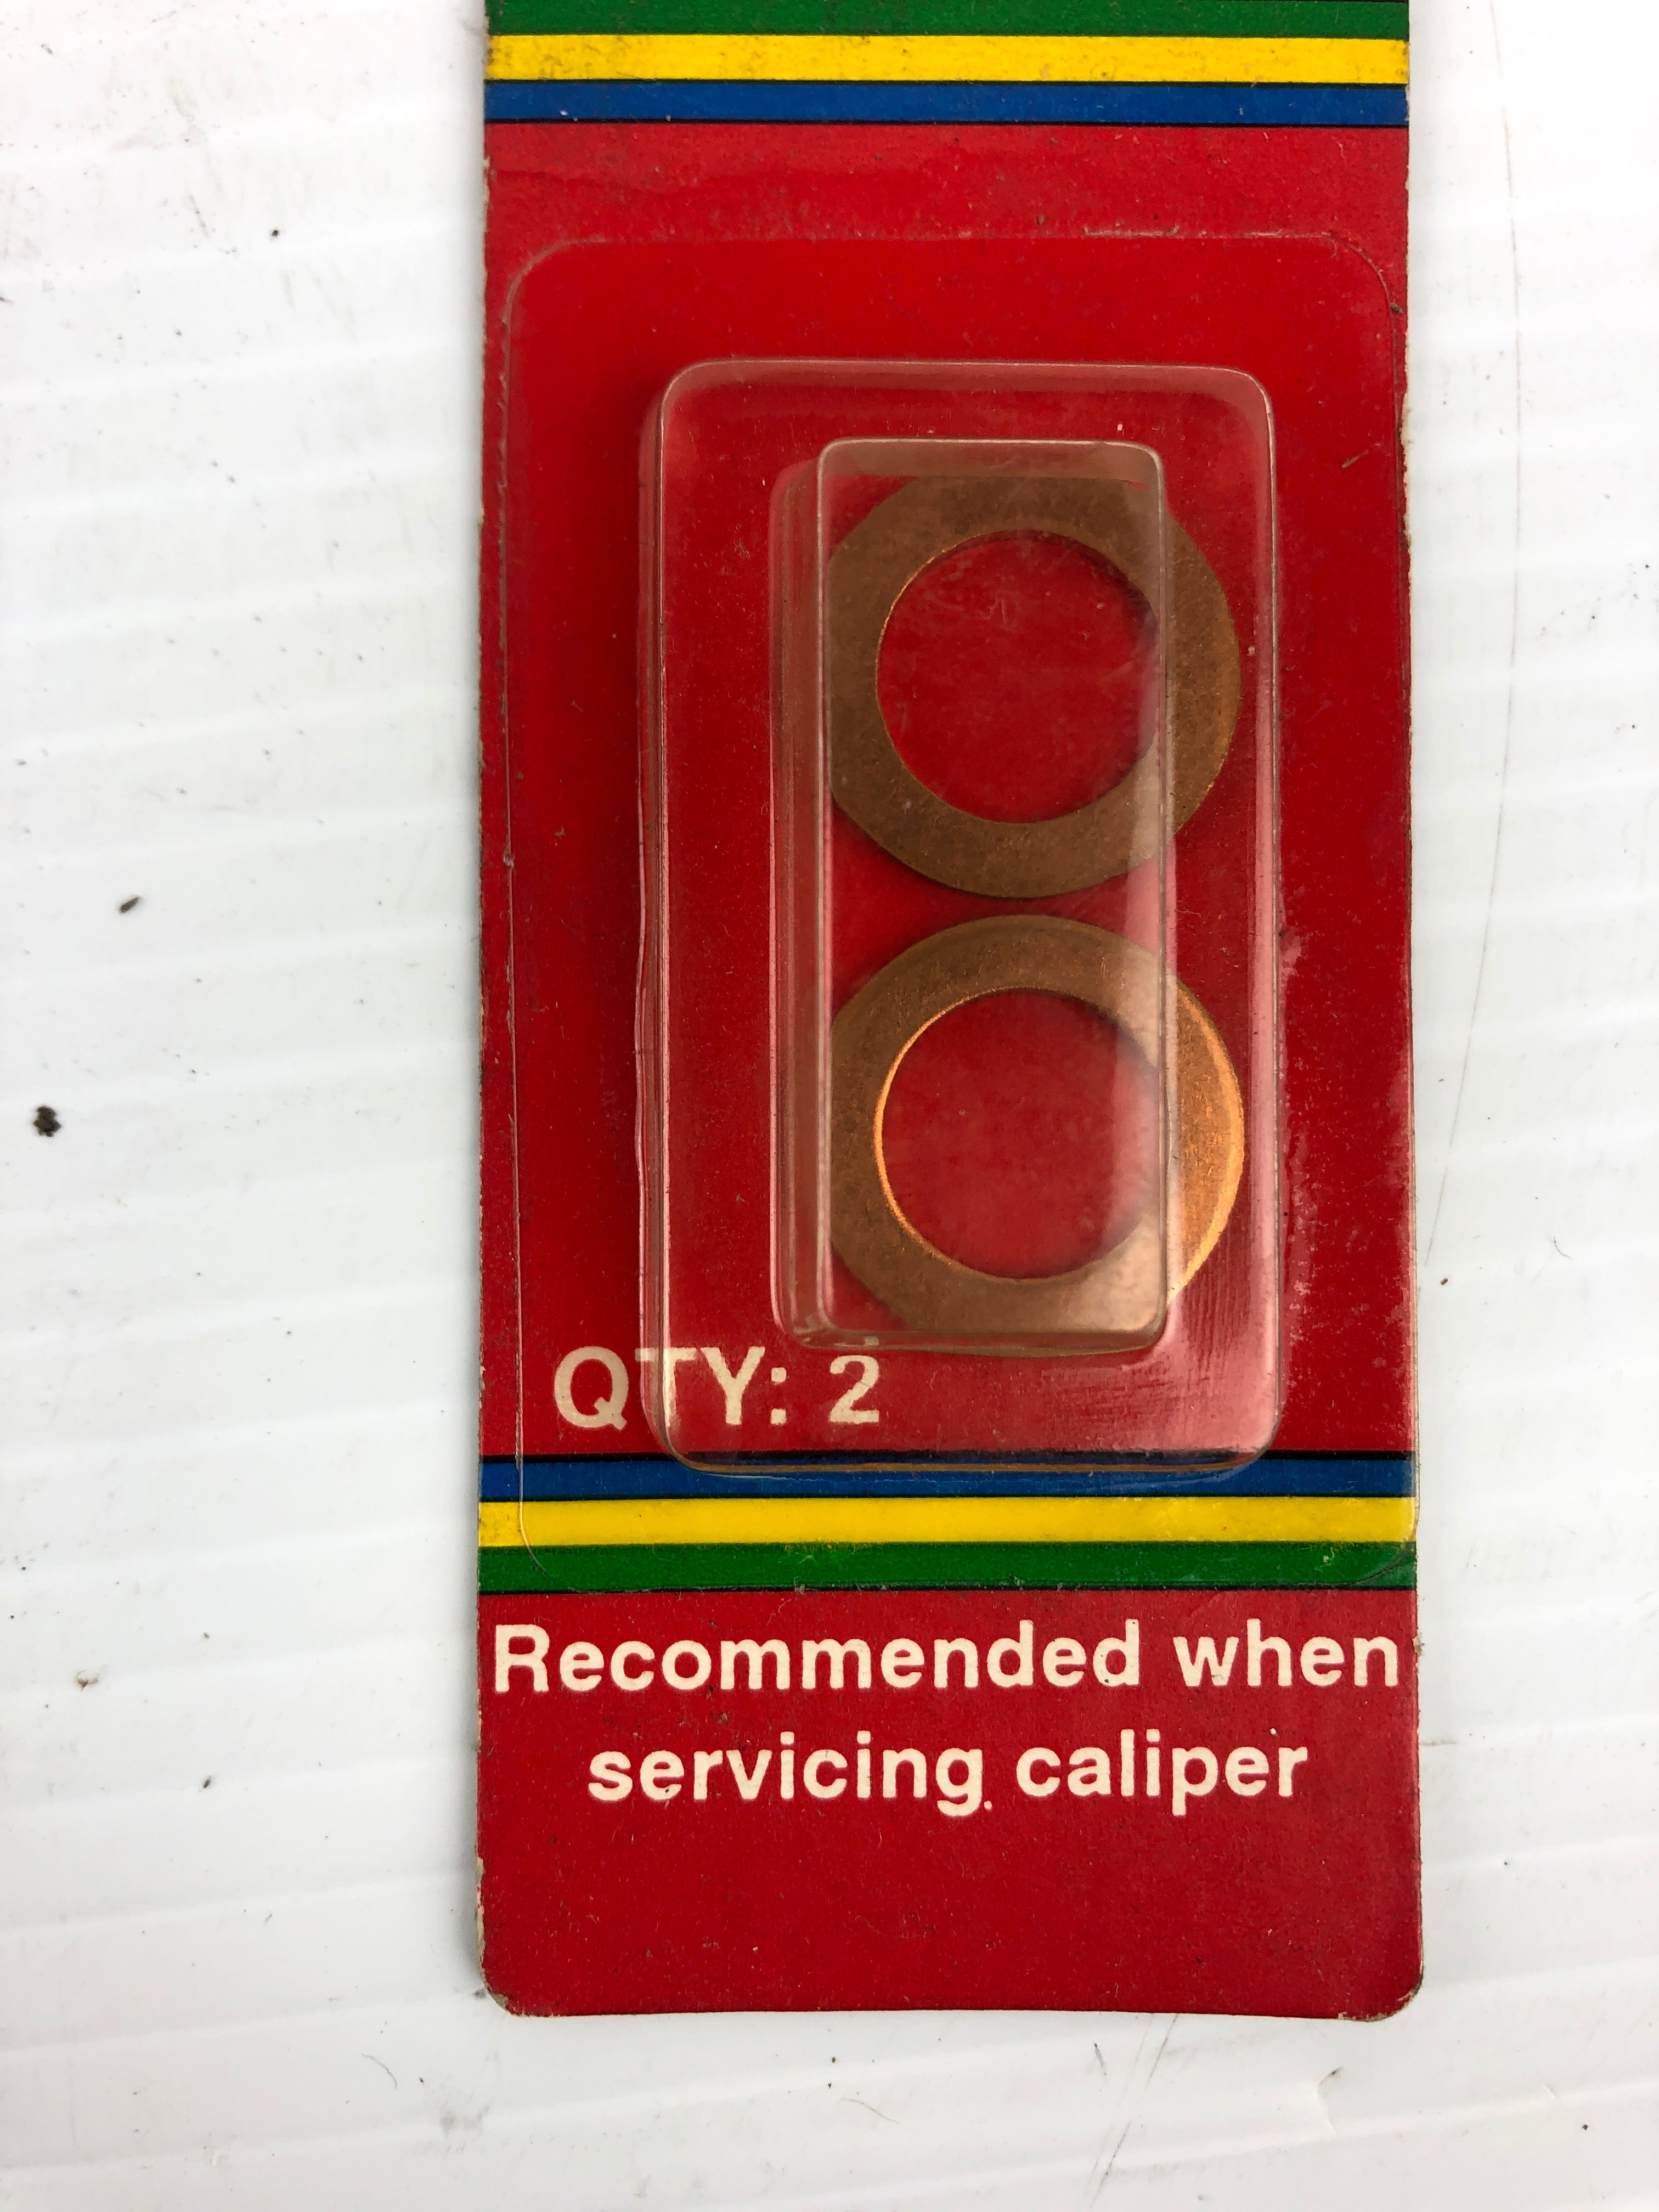 QTY: 2
Recommended when
servicing caliper